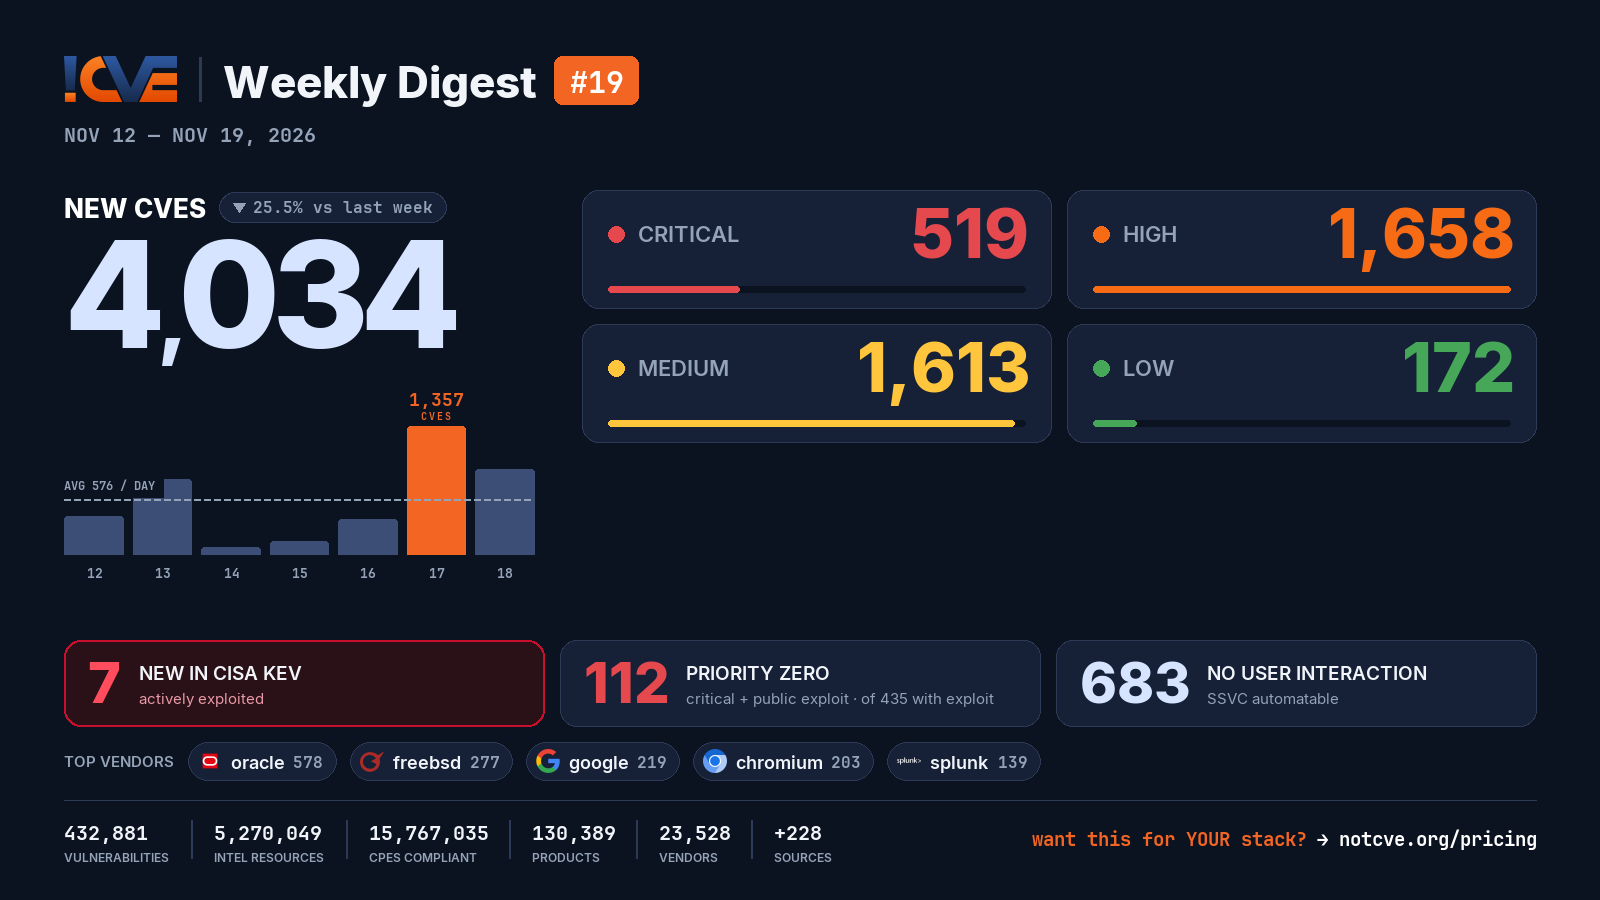 !CVE Weekly Digest #19
NOV 12 — NOV 19, 2026
NEW CVES ▼ 25.5% vs last week
4,034
1,357
CVES
AVG 576 / DAY
12 13 14 15 16 17 18
CRITICAL 519
HIGH 1,658
MEDIUM 1,613
LOW 172
7 NEW IN CISA KEV
actively exploited
112 PRIORITY ZERO
critical + public exploit · of 435 with exploit
683 NO USER INTERACTION
SSVC automatable
TOP VENDORS oracle 578 freebsd 277 google 219 chromium 203 splunk> splunk 139
432,881
VULNERABILITIES
5,270,049
INTEL RESOURCES
15,767,035
CPES COMPLIANT
130,389
PRODUCTS
23,528
VENDORS
+228
SOURCES
want this for YOUR stack? → notcve.org/pricing